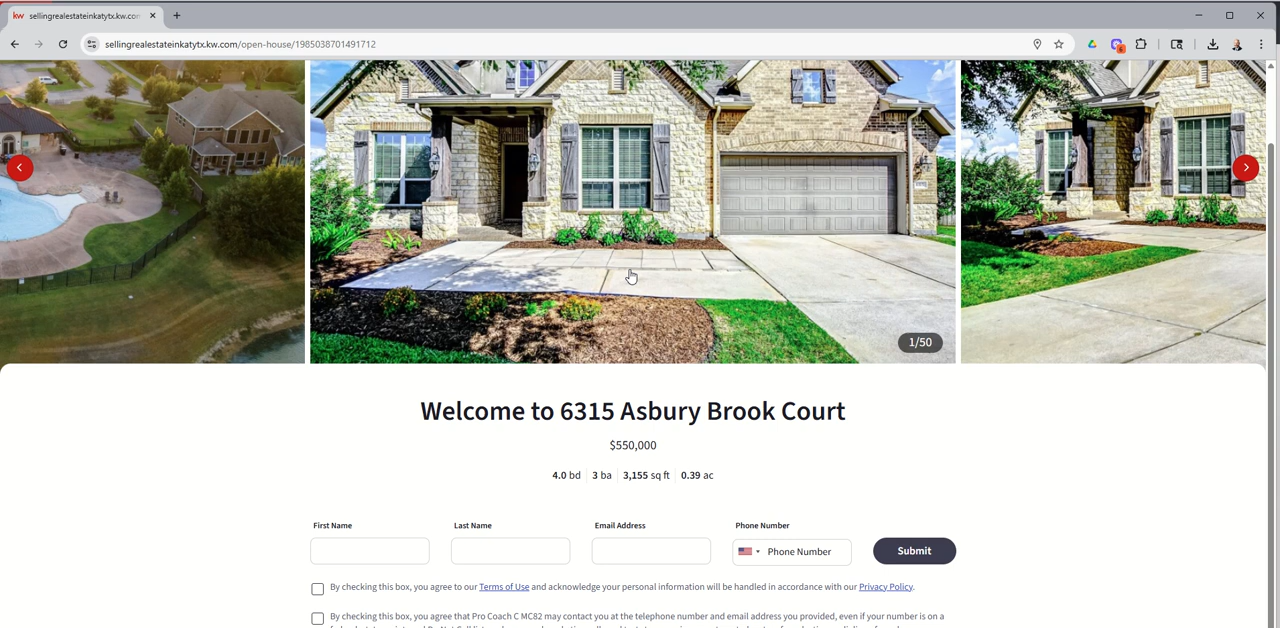 kw sellingrealestateinkatytx.kw.com
sellingrealestateinkatytx.kw.com/open-house/1985038701491712
6
1/50
Welcome to 6315 Asbury Brook Court
$550,000
4.0 bd 3 ba 3,155 sq ft 0.39 ac
First Name Last Name Email Address Phone Number
Phone Number Submit
By checking this box, you agree to our Terms of Use and acknowledge your personal information will be handled in accordance with our Privacy Policy.
By checking this box, you agree that Pro Coach C MC82 may contact you at the telephone number and email address you provided, even if your number is on a